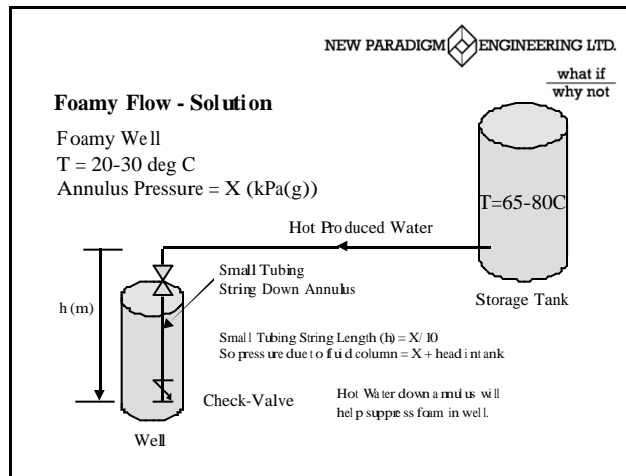 NEW PARADIGM ENGINEERING LTD.
what if
why not
Foamy Flow - Solution
Foamy Well
T = 20-30 deg C
Annulus Pressure = X (kPa(g))
T=65-80C
Hot Produced Water
Storage Tank
h (m)
Small Tubing
String Down Annulus
Small Tubing String Length (h) = X/10
So pressure due to fluid column = X + head in tank
Check-Valve
Hot Water down annulus will
help suppress foam in well.
Well